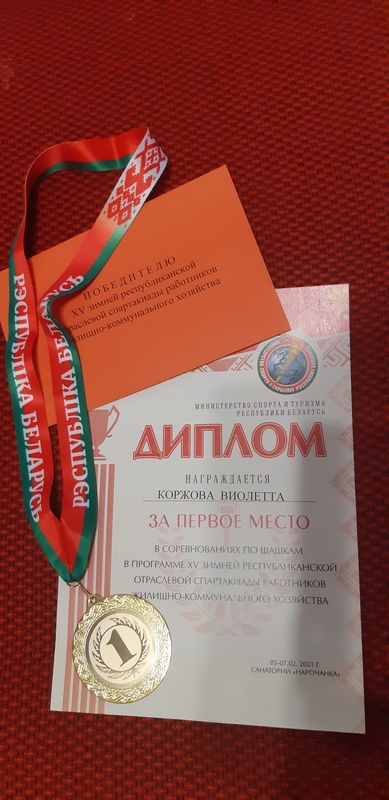 ПОБЕДИТЕЛЮ
XV зимней республиканской
отраслевой спартакиады работников
жилищно-коммунального хозяйства
РЭСПУБЛІКА БЕЛАРУСЬ
РЭСПУБЛІКА БЕЛАРУСЬ
МИНИСТЕРСТВО СПОРТА И ТУРИЗМА
РЕСПУБЛИКИ БЕЛАРУСЬ
ДИПЛОМ
НАГРАЖДАЕТСЯ
КОРЖОВА ВИОЛЕТТА
ЗА ПЕРВОЕ МЕСТО
В СОРЕВНОВАНИЯХ ПО ШАШКАМ
В ПРОГРАММЕ XV ЗИМНЕЙ РЕСПУБЛИКАНСКОЙ
ОТРАСЛЕВОЙ СПАРТАКИАДЫ РАБОТНИКОВ
ЖИЛИЩНО-КОММУНАЛЬНОГО ХОЗЯЙСТВА
05-07.02. 2021 Г.
САНАТОРИЙ «НАРОЧАНКА»
1